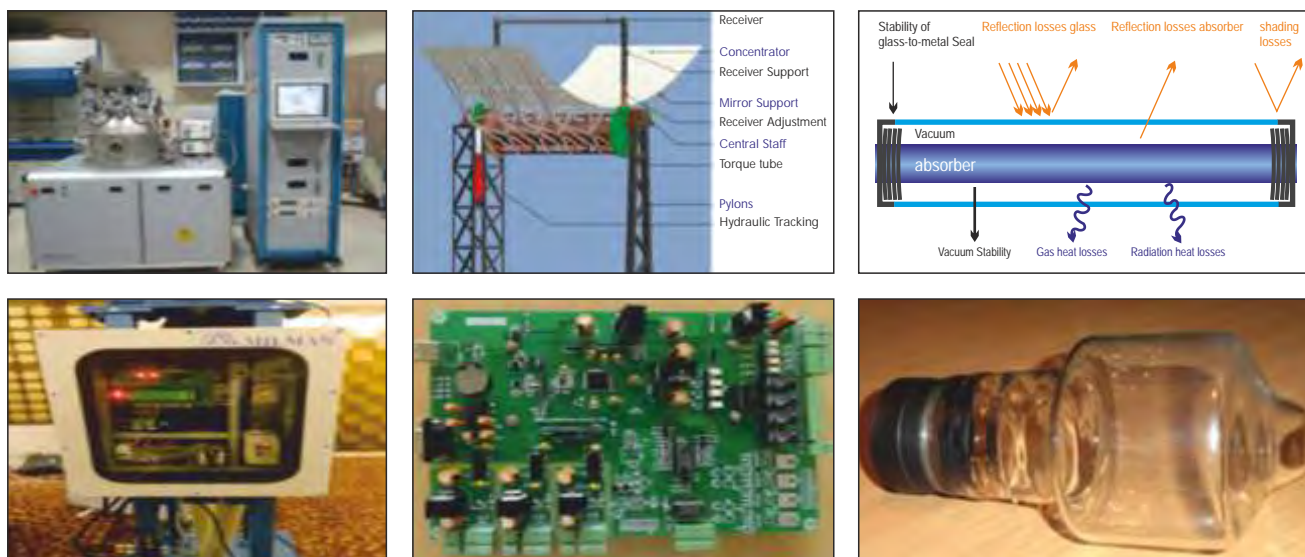 Receiver
Concentrator
Receiver Support
Mirror Support
Receiver Adjustment
Central Staff
Torque tube
Pylons
Hydraulic Tracking
Stability of
glass-to-metal Seal
Reflection losses glass
Reflection losses absorber
shading
losses
Vacuum
absorber
Vacuum Stability
Gas heat losses
Radiation heat losses